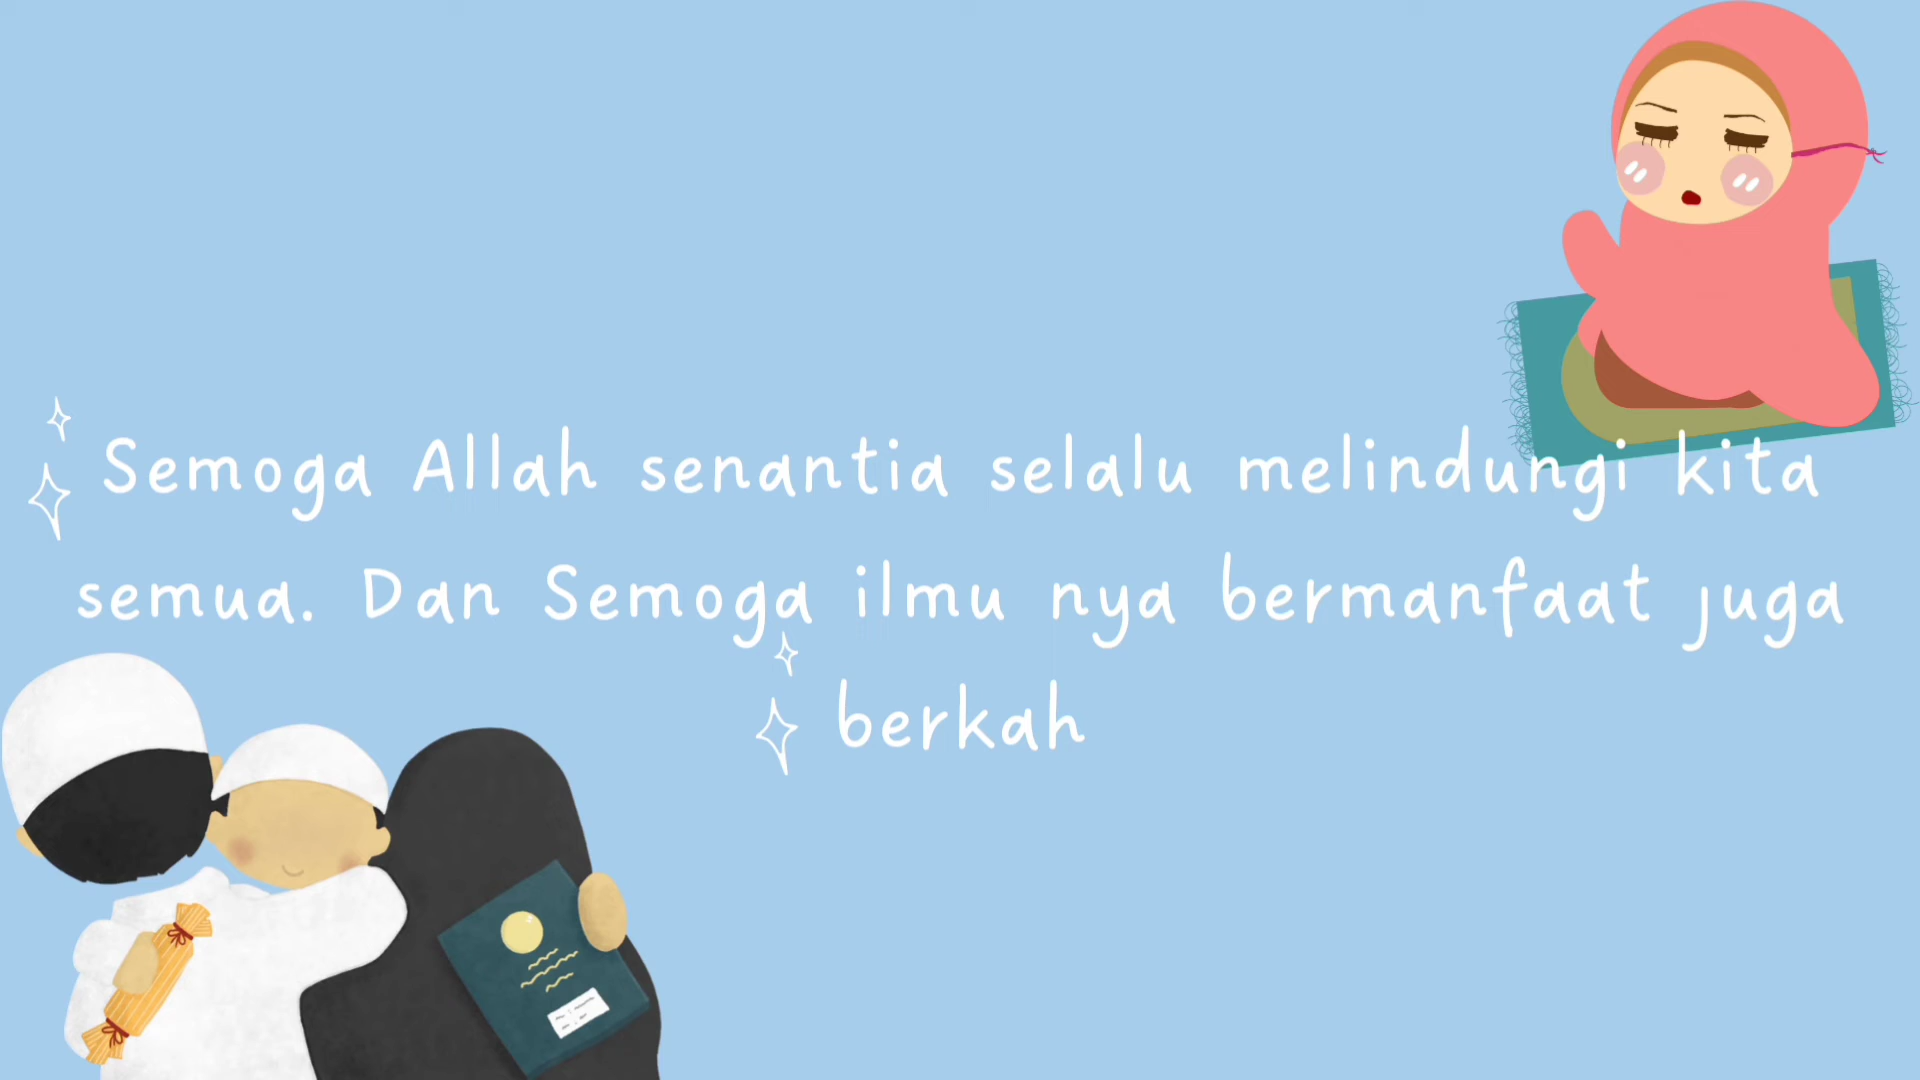 Semoga Allah senantia selalu melindungi kita
semua. Dan Semoga ilmu nya bermanfaat juga
berkah